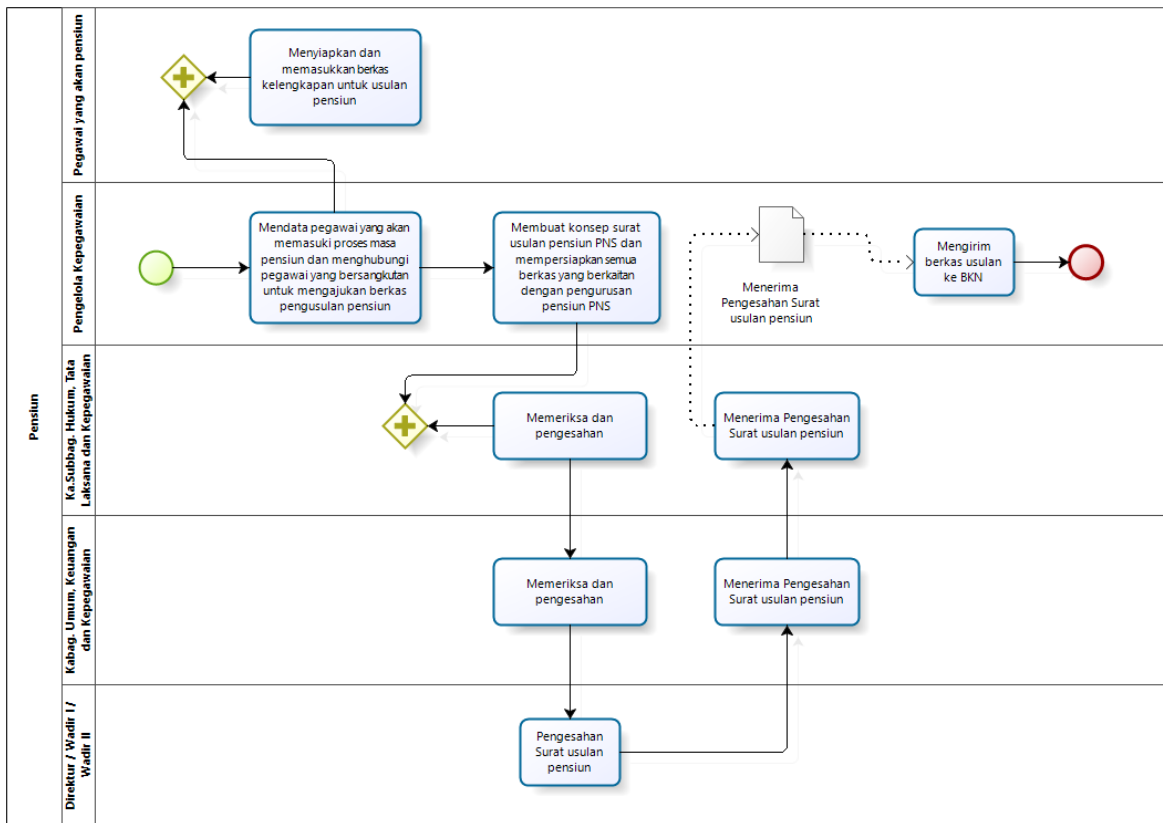 Pensiun
Pegawai yang akan pensiun
Menyiapkan dan
memasukkan berkas
kelengkapan untuk usulan
pensiun
Pengelola Kepegawaian
Mendata pegawai yang akan
memasuki proses masa
pensiun dan menghubungi
pegawai yang bersangkutan
untuk mengajukan berkas
pengusulan pensiun
Membuat konsep surat
usulan pensiun PNS dan
mempersiapkan semua
berkas yang berkaitan
dengan pengurusan
pensiun PNS
Menerima
Pengesahan Surat
usulan pensiun
Mengirim
berkas usulan
ke BKN
Ka.Subbag. Hukum, Tata
Laksana dan Kepegawaian
Memeriksa dan
pengesahan
Menerima Pengesahan
Surat usulan pensiun
Kabag. Umum, Keuangan
dan Kepegawaian
Memeriksa dan
pengesahan
Menerima Pengesahan
Surat usulan pensiun
Direktur / Wadir I /
Wadir II
Pengesahan
Surat usulan
pensiun